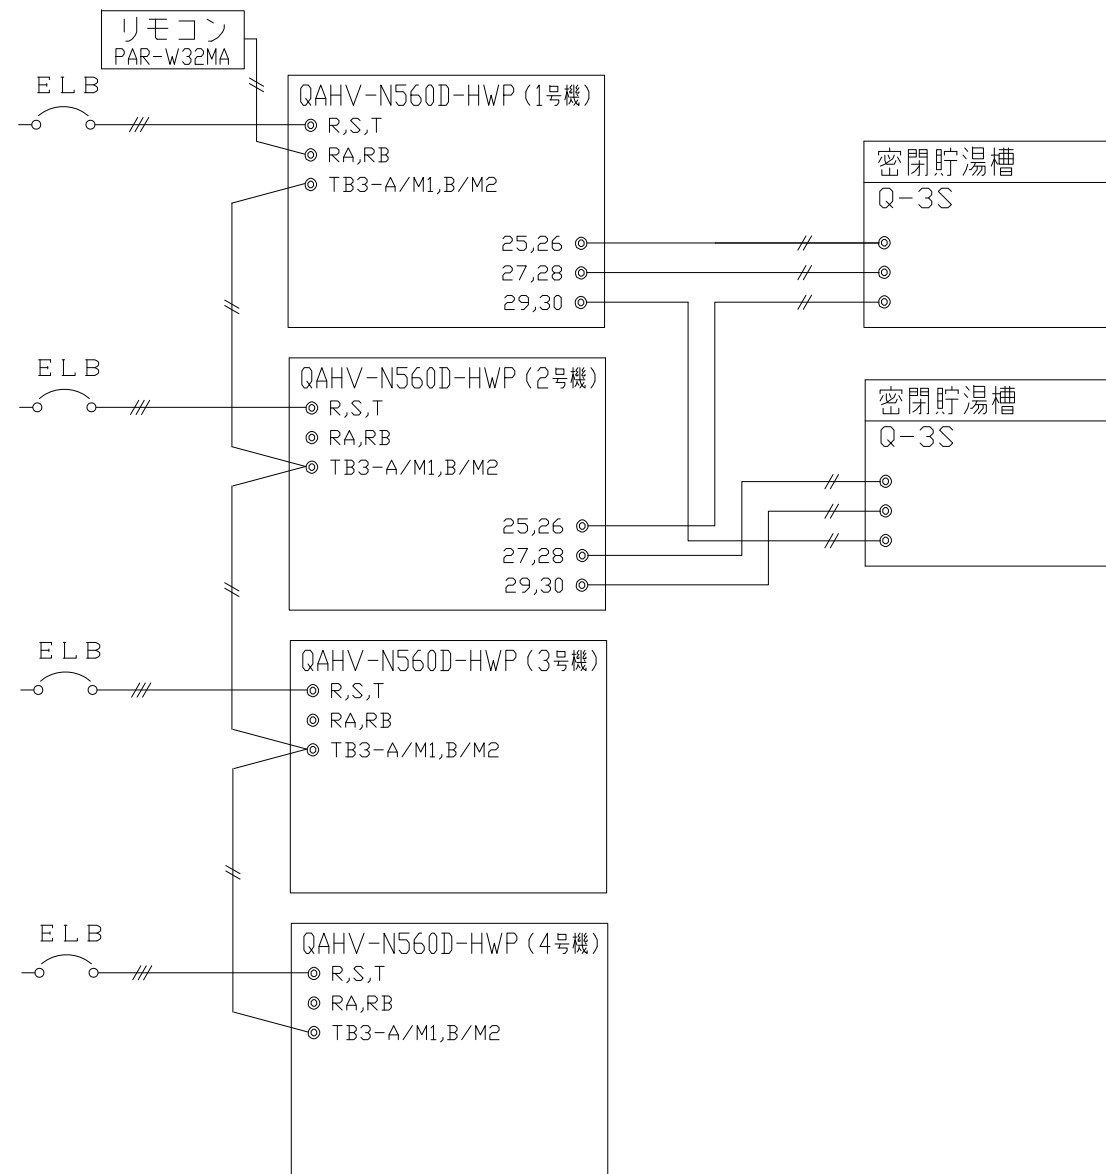 リモコン
PAR-W32MA
ELB
QAHV-N560D-HWP(1号機)
R,S,T
RA,RB
TB3-A/M1,B/M2
25,26
27,28
29,30
密閉貯湯槽
Q-3S
ELB
QAHV-N560D-HWP(2号機)
R,S,T
RA,RB
TB3-A/M1,B/M2
25,26
27,28
29,30
密閉貯湯槽
Q-3S
ELB
QAHV-N560D-HWP(3号機)
R,S,T
RA,RB
TB3-A/M1,B/M2
ELB
QAHV-N560D-HWP(4号機)
R,S,T
RA,RB
TB3-A/M1,B/M2